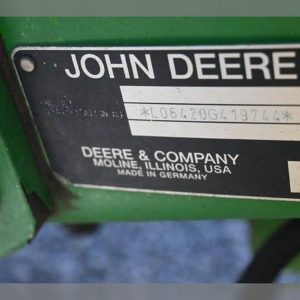 JOHN DEERE
*L06420G419744*
DEERE & COMPANY
MOLINE, ILLINOIS, USA
MADE IN GERMANY